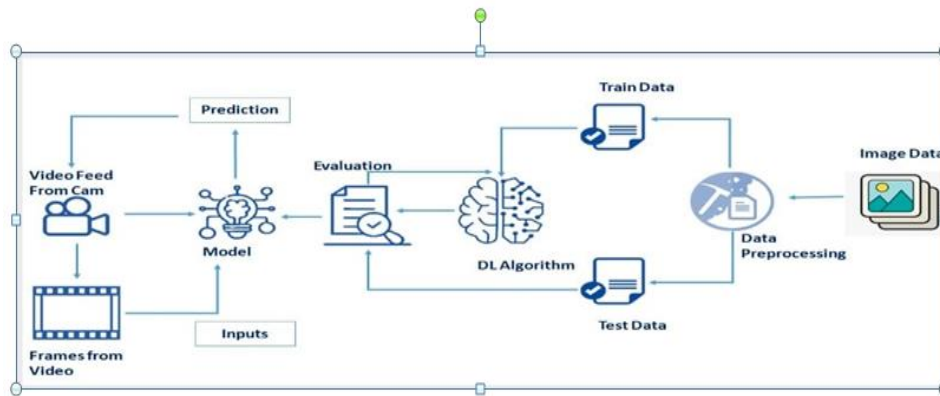 Train Data
Prediction
Image Data
Evaluation
Video Feed
From Cam
Model
DL Algorithm
Data
Preprocessing
Inputs
Test Data
Frames from
Video